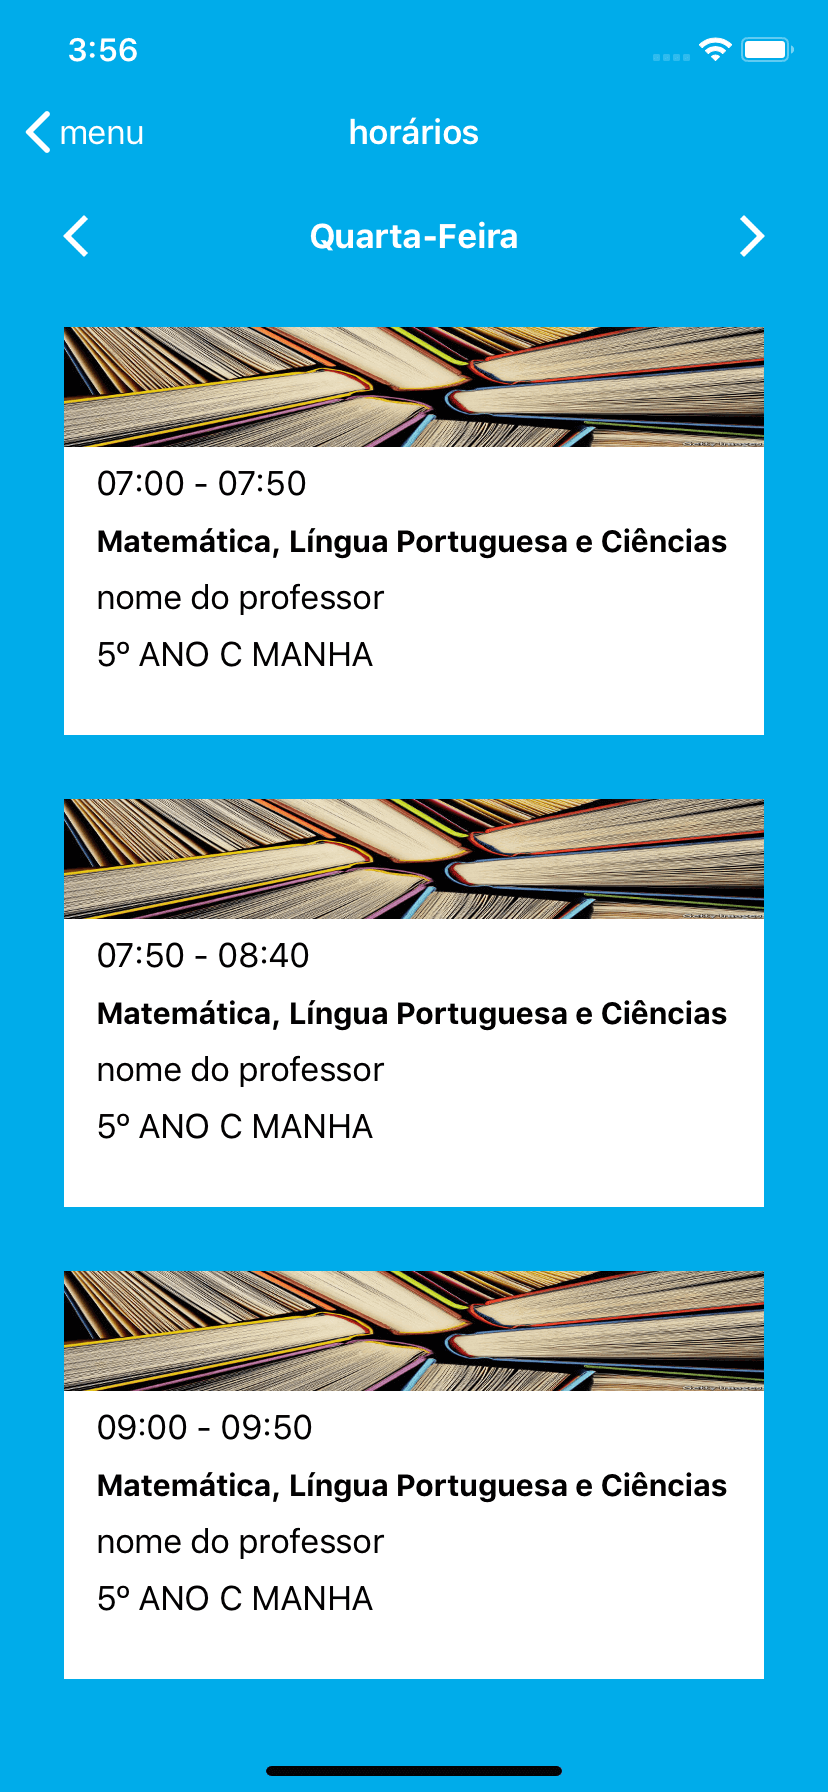 3:56
menu
horários
Quarta-Feira
07:00 - 07:50
Matemática, Língua Portuguesa e Ciências
nome do professor
5º ANO C MANHA
07:50 - 08:40
Matemática, Língua Portuguesa e Ciências
nome do professor
5º ANO C MANHA
09:00 - 09:50
Matemática, Língua Portuguesa e Ciências
nome do professor
5º ANO C MANHA